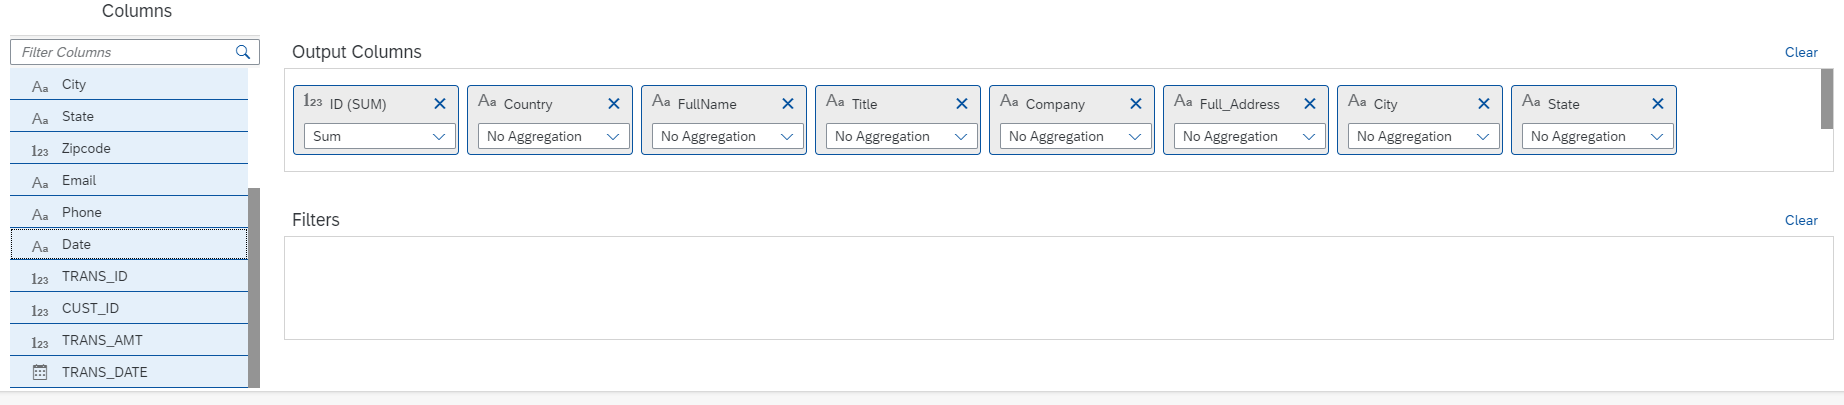 Columns
Filter Columns
Aa City
Aa State
123 Zipcode
Aa Email
Aa Phone
Aa Date
123 TRANS_ID
123 CUST_ID
123 TRANS_AMT
TRANS_DATE
Output Columns
Clear
123 ID (SUM)
Sum
Aa Country
No Aggregation
Aa FullName
No Aggregation
Aa Title
No Aggregation
Aa Company
No Aggregation
Aa Full_Address
No Aggregation
Aa City
No Aggregation
Aa State
No Aggregation
Filters
Clear